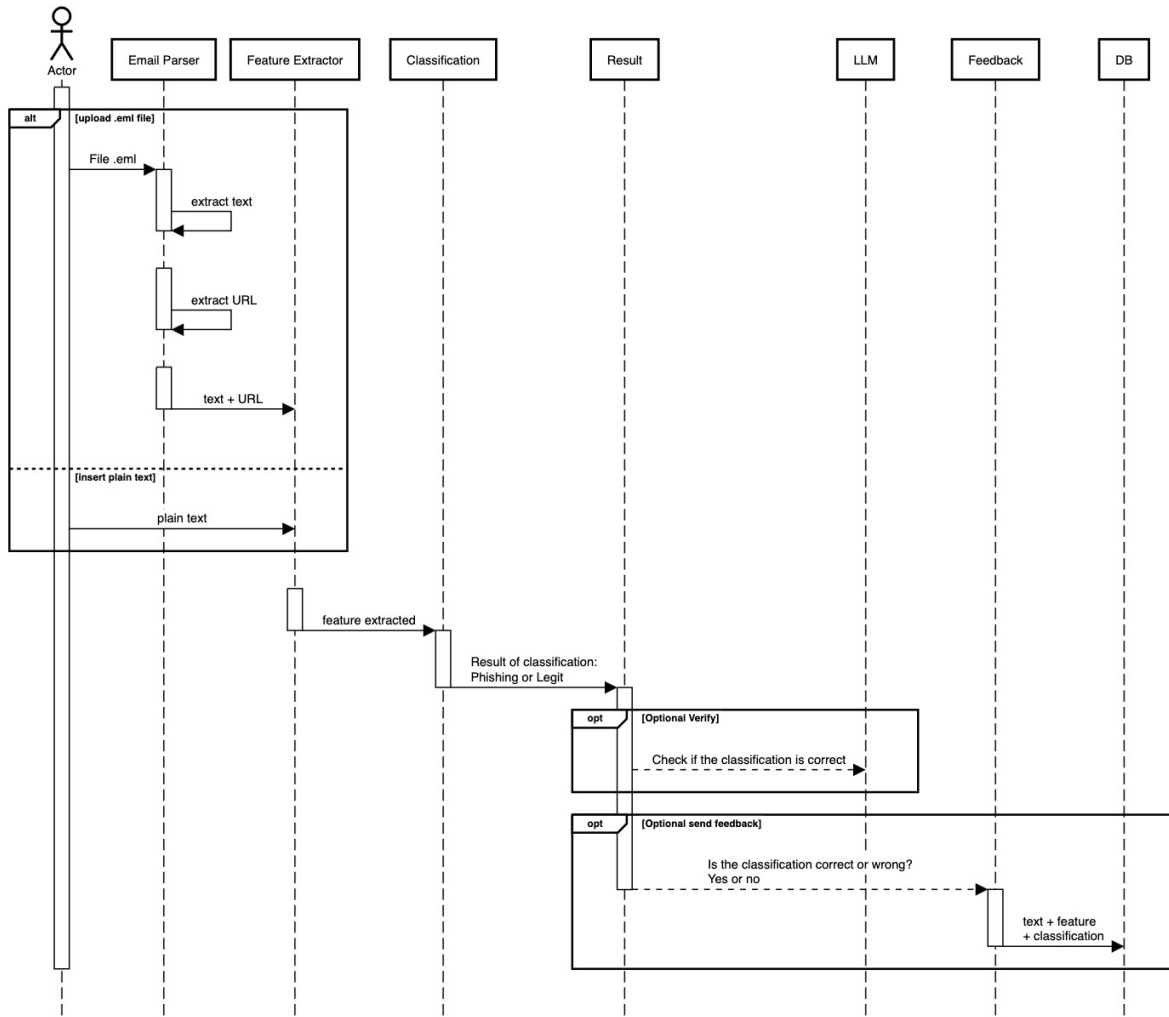 Actor
Email Parser
Feature Extractor
Classification
Result
LLM
Feedback
DB
alt
[upload .eml file]
File .eml
extract text
extract URL
text + URL
[insert plain text]
plain text
feature extracted
Result of classification:
Phishing or Legit
opt
[Optional Verify]
Check if the classification is correct
opt
[Optional send feedback]
Is the classification correct or wrong?
Yes or no
text + feature
+ classification